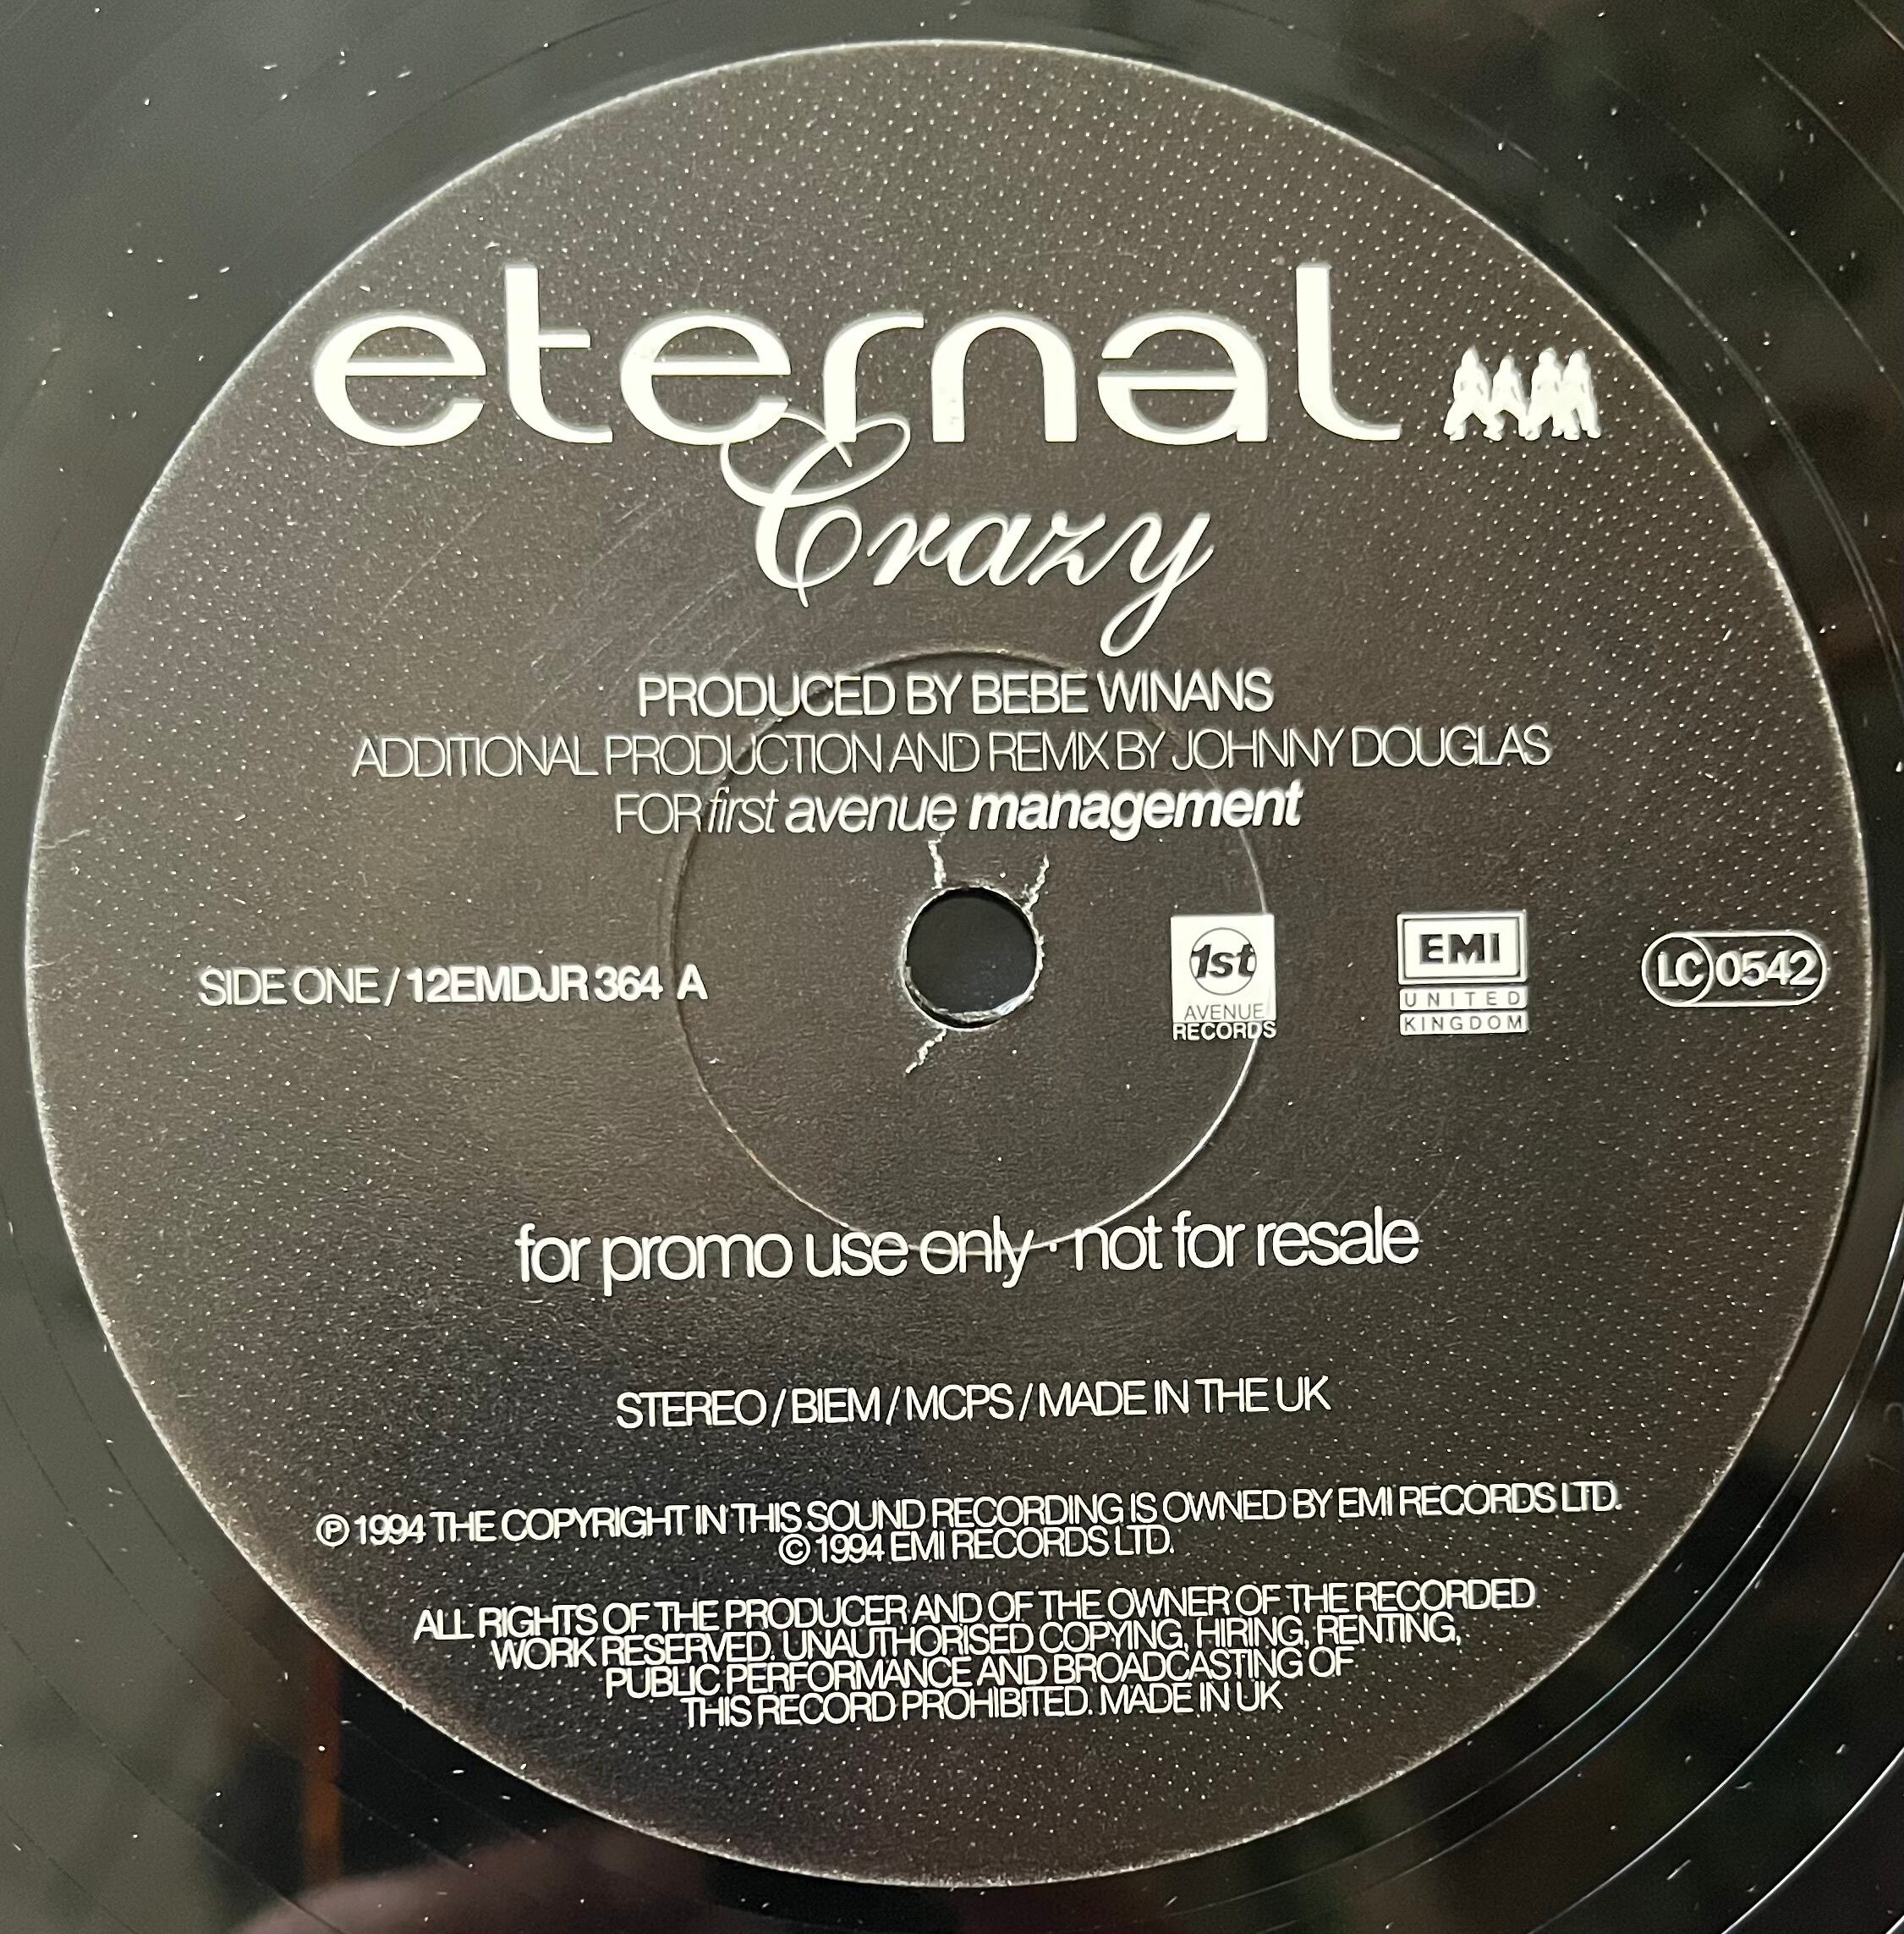 eternal
Crazy
PRODUCED BY BEBE WINANS
ADDITIONAL PRODUCTION AND REMIX BY JOHNNY DOUGLAS
FOR first avenue management
SIDE ONE / 12EMDJR 364 A
1st
AVENUE
RECORDS
EMI
UNITED
KINGDOM
LC 0542
for promo use only · not for resale
STEREO / BIEM / MCPS / MADE IN THE UK
℗ 1994 THE COPYRIGHT IN THIS SOUND RECORDING IS OWNED BY EMI RECORDS LTD.
© 1994 EMI RECORDS LTD.
ALL RIGHTS OF THE PRODUCER AND OF THE OWNER OF THE RECORDED
WORK RESERVED. UNAUTHORISED COPYING, HIRING, RENTING,
PUBLIC PERFORMANCE AND BROADCASTING OF
THIS RECORD PROHIBITED. MADE IN UK